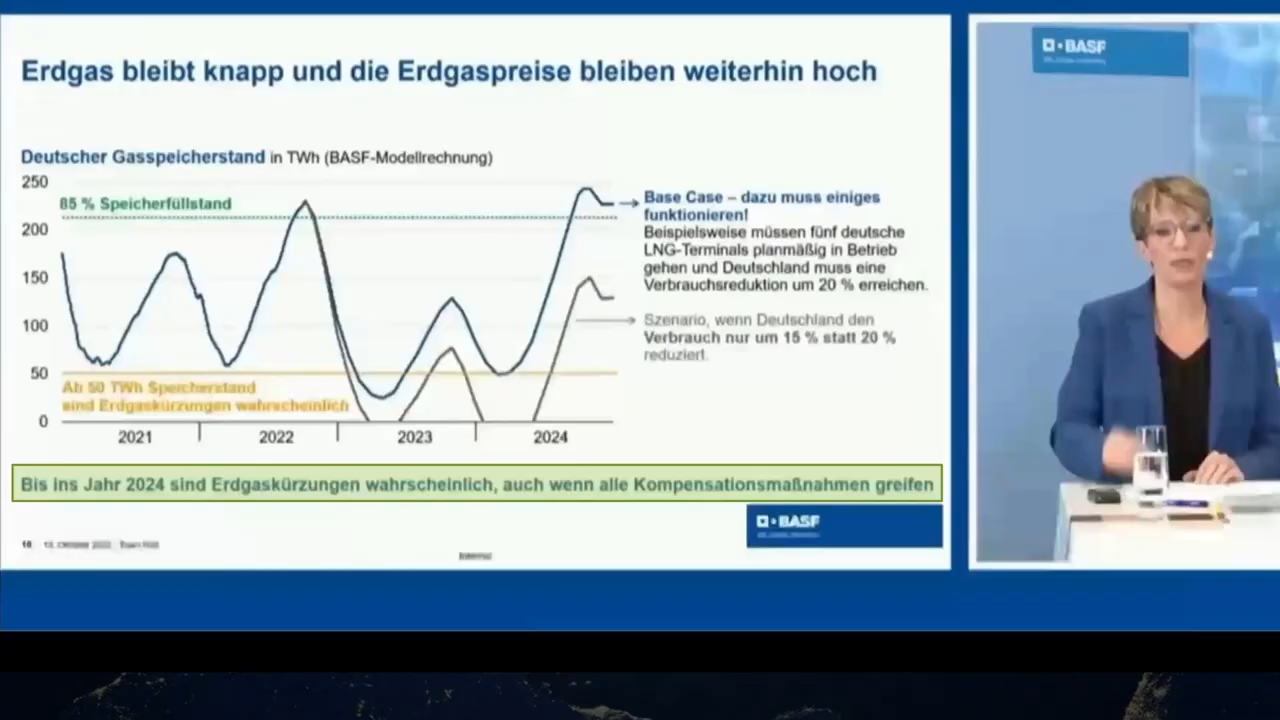 Erdgas bleibt knapp und die Erdgaspreise bleiben weiterhin hoch
BASF
Deutscher Gasspeicherstand in TWh (BASF-Modellrechnung)
250
85 % Speicherfüllstand
200
150
100
50
Ab 50 TWh Speicherstand
sind Erdgaskürzungen wahrscheinlich
0
2021
2022
2023
2024
Base Case – dazu muss einiges
funktionieren!
Beispielsweise müssen fünf deutsche
LNG-Terminals planmäßig in Betrieb
gehen und Deutschland muss eine
Verbrauchsreduktion um 20 % erreichen.
Szenario, wenn Deutschland den
Verbrauch nur um 15 % statt 20 %
reduziert.
Bis ins Jahr 2024 sind Erdgaskürzungen wahrscheinlich, auch wenn alle Kompensationsmaßnahmen greifen
BASF